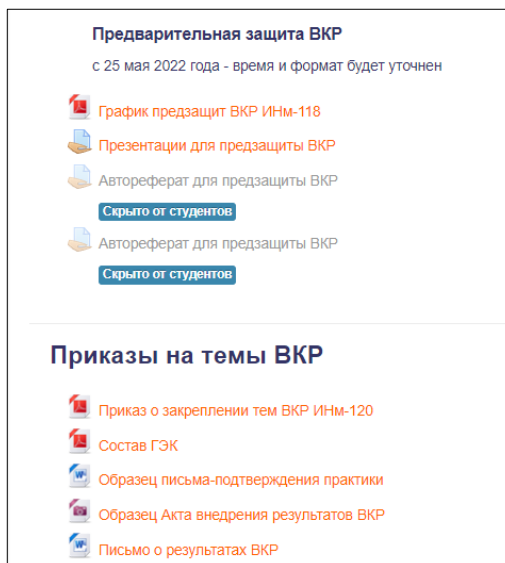 Предварительная защита ВКР
с 25 мая 2022 года - время и формат будет уточнен
График предзащит ВКР ИНм-118
Презентации для предзащиты ВКР
Автореферат для предзащиты ВКР
Скрыто от студентов
Автореферат для предзащиты ВКР
Скрыто от студентов
Приказы на темы ВКР
Приказ о закреплении тем ВКР ИНм-120
Состав ГЭК
Образец письма-подтверждения практики
Образец Акта внедрения результатов ВКР
Письмо о результатах ВКР